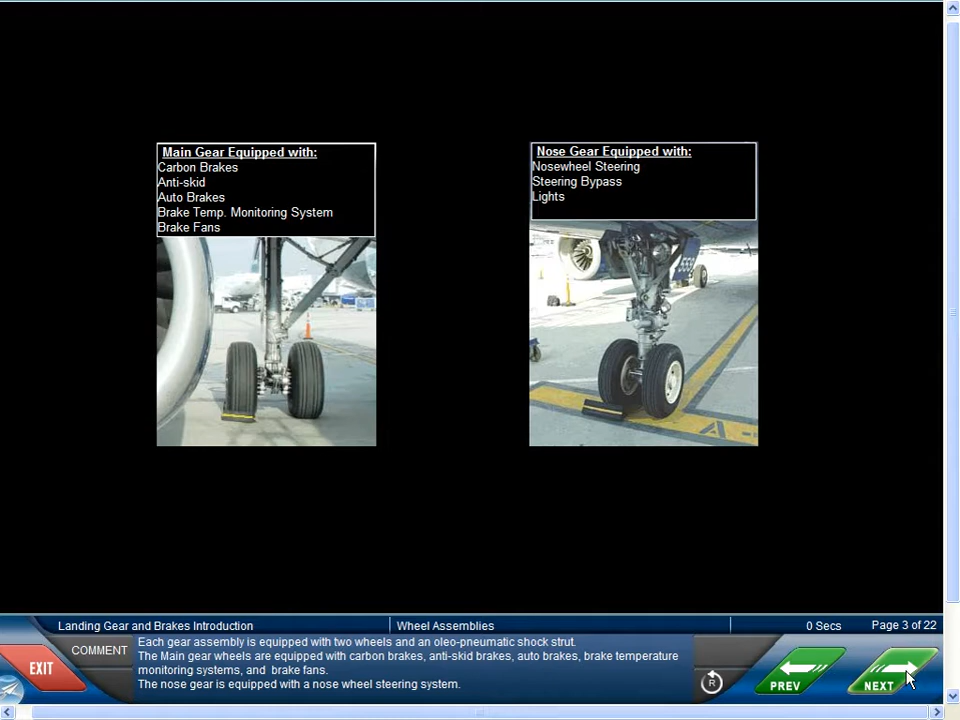 Main Gear Equipped with:
Carbon Brakes
Anti-skid
Auto Brakes
Brake Temp. Monitoring System
Brake Fans
Nose Gear Equipped with:
Nosewheel Steering
Steering Bypass
Lights
A
Landing Gear and Brakes Introduction
Wheel Assemblies
0 Secs
Page 3 of 22
EXIT
COMMENT
Each gear assembly is equipped with two wheels and an oleo-pneumatic shock strut.
The Main gear wheels are equipped with carbon brakes, anti-skid brakes, auto brakes, brake temperature
monitoring systems, and brake fans.
The nose gear is equipped with a nose wheel steering system.
R
PREV
NEXT